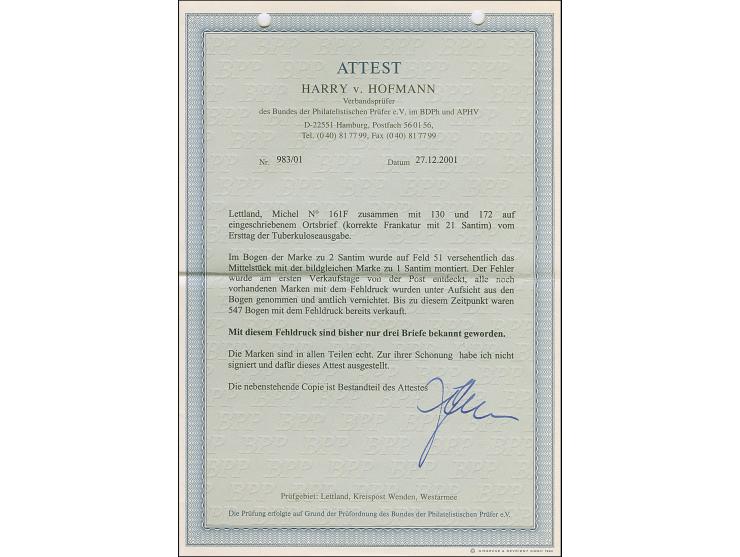 ATTEST
HARRY v. HOFMANN
Verbandsprüfer
des Bundes der Philatelistischen Prüfer e.V. im BDPh und APHV
D-22551 Hamburg, Postfach 56 01 56,
Tel. (0 40) 81 77 99, Fax (0 40) 81 77 99
Nr. 983/01 Datum 27.12.2001
Lettland, Michel N° 161F zusammen mit 130 und 172 auf
eingeschriebenem Ortsbrief (korrekte Frankatur mit 21 Santim) vom
Ersttag der Tuberkuloseausgabe.
Im Bogen der Marke zu 2 Santim wurde auf Feld 51 versehentlich das
Mittelstück mit der bildgleichen Marke zu 1 Santim montiert. Der Fehler
wurde am ersten Verkaufstage von der Post entdeckt, alle noch
vorhandenen Marken mit dem Fehldruck wurden unter Aufsicht aus den
Bogen genommen und amtlich vernichtet. Bis zu diesem Zeitpunkt waren
547 Bogen mit dem Fehldruck bereits verkauft.
Mit diesem Fehldruck sind bisher nur drei Briefe bekannt geworden.
Die Marken sind in allen Teilen echt. Zur ihrer Schonung habe ich nicht
signiert und dafür dieses Attest ausgestellt.
Die nebenstehende Copie ist Bestandteil des Attestes
Prüfgebiet: Lettland, Kreispost Wenden, Westarmee
Die Prüfung erfolgte auf Grund der Prüfordnung des Bundes der Philatelistischen Prüfer e.V.